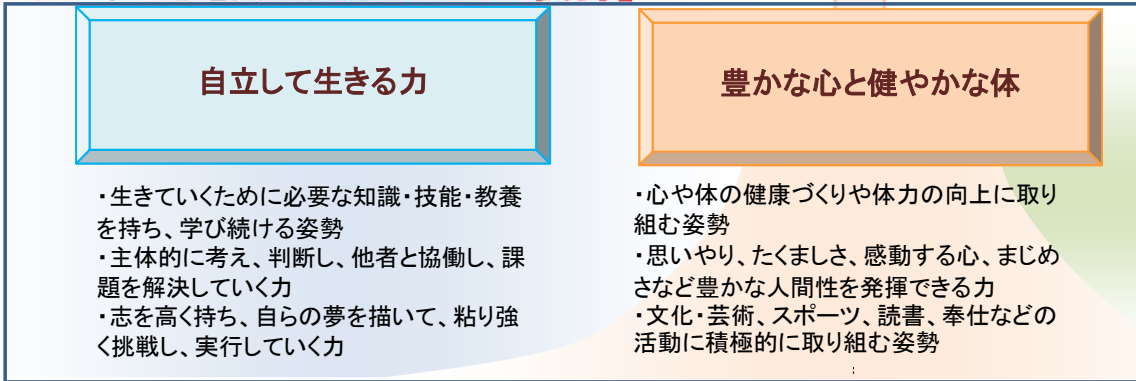 自立して生きる力
・生きていくために必要な知識・技能・教養
を持ち、学び続ける姿勢
・主体的に考え、判断し、他者と協働し、課
題を解決していく力
・志を高く持ち、自らの夢を描いて、粘り強
く挑戦し、実行していく力
豊かな心と健やかな体
・心や体の健康づくりや体力の向上に取り
組む姿勢
・思いやり、たくましさ、感動する心、まじめ
さなど豊かな人間性を発揮できる力
・文化・芸術、スポーツ、読書、奉仕などの
活動に積極的に取り組む姿勢